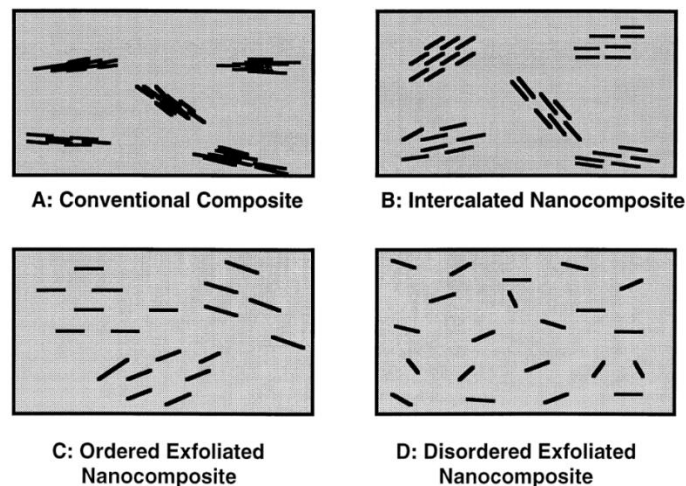 A: Conventional Composite
B: Intercalated Nanocomposite
C: Ordered Exfoliated
Nanocomposite
D: Disordered Exfoliated
Nanocomposite